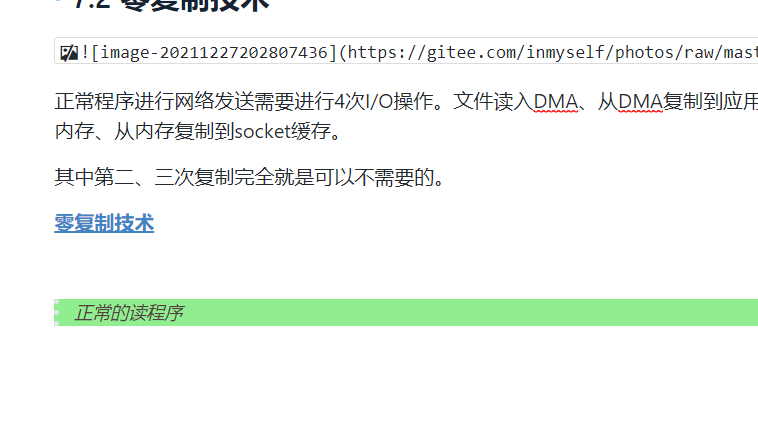 7.2 零复制技术
![image-20211227202807436](https://gitee.com/inmyself/photos/raw/mast
正常程序进行网络发送需要进行4次I/O操作。文件读入DMA、从DMA复制到应用
内存、从内存复制到socket缓存。
其中第二、三次复制完全就是可以不需要的。
零复制技术
正常的读程序